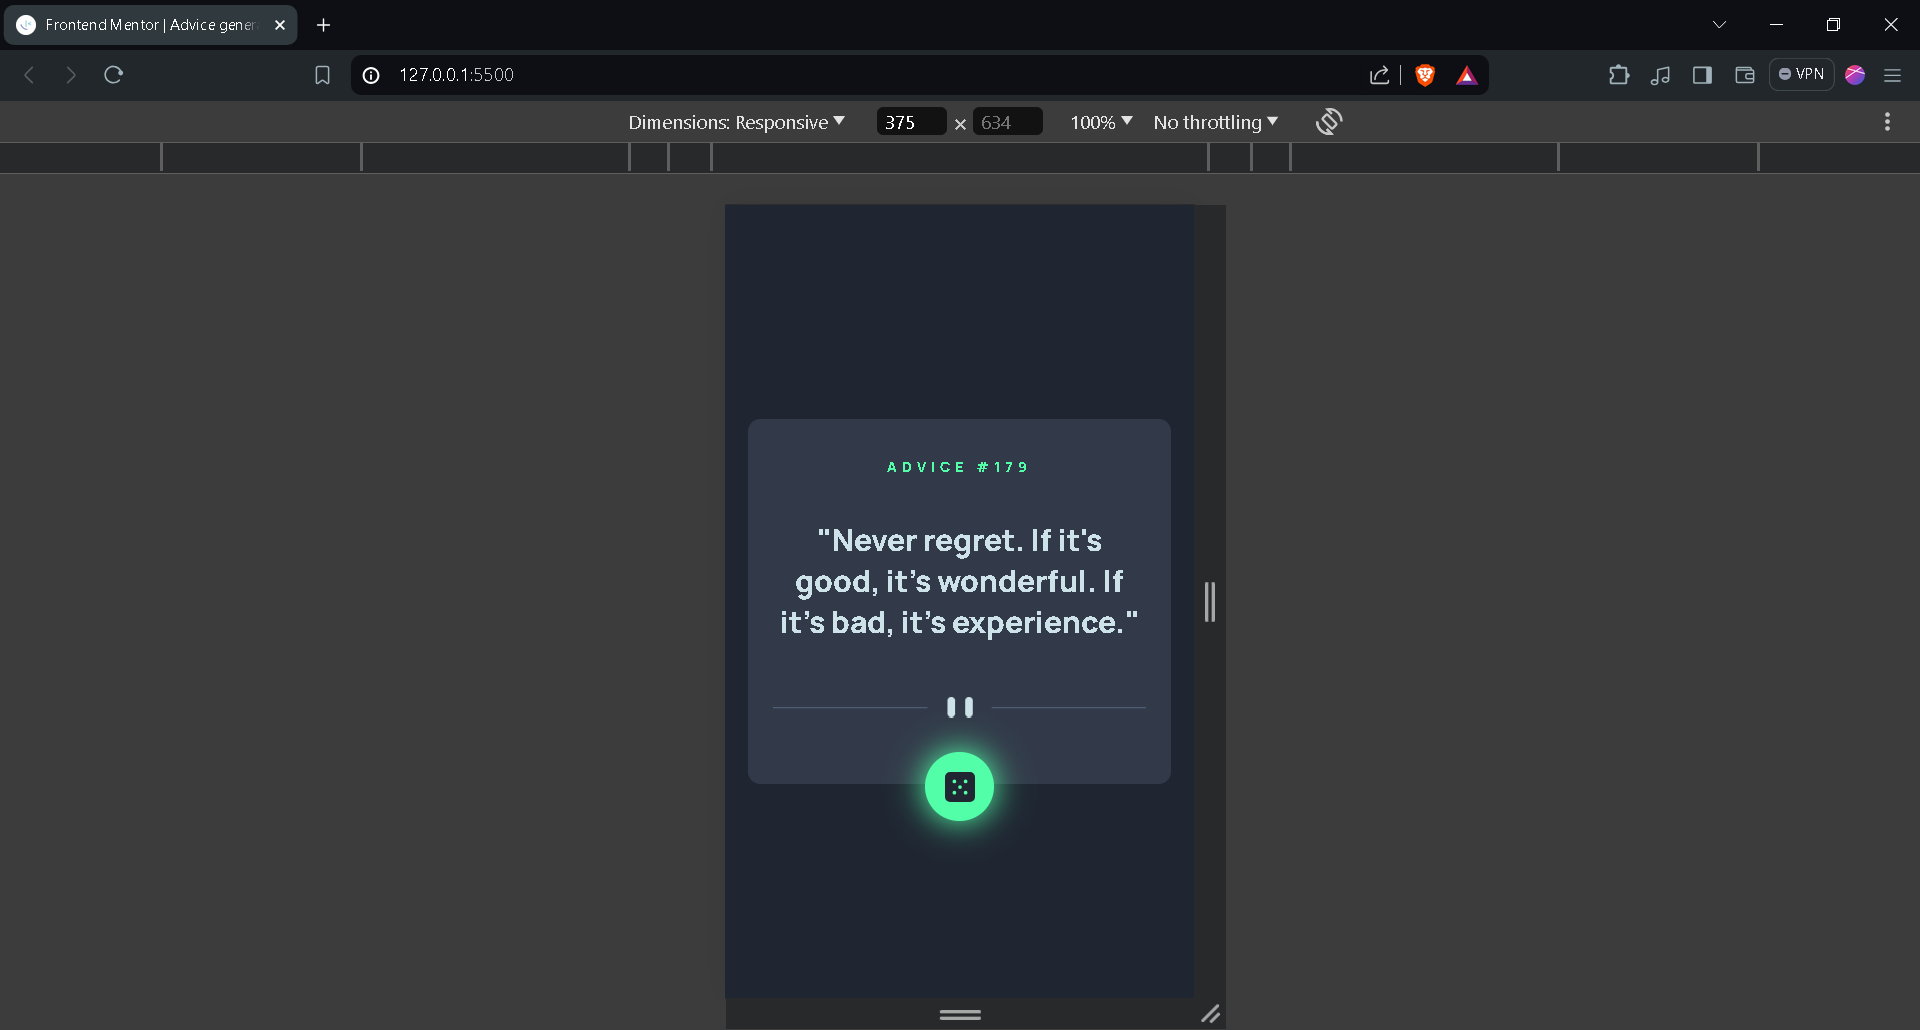 Frontend Mentor | Advice gener
127.0.0.1:5500
VPN
Dimensions: Responsive
375 × 634
100%
No throttling
ADVICE #179
"Never regret. If it's
good, it’s wonderful. If
it’s bad, it’s experience."